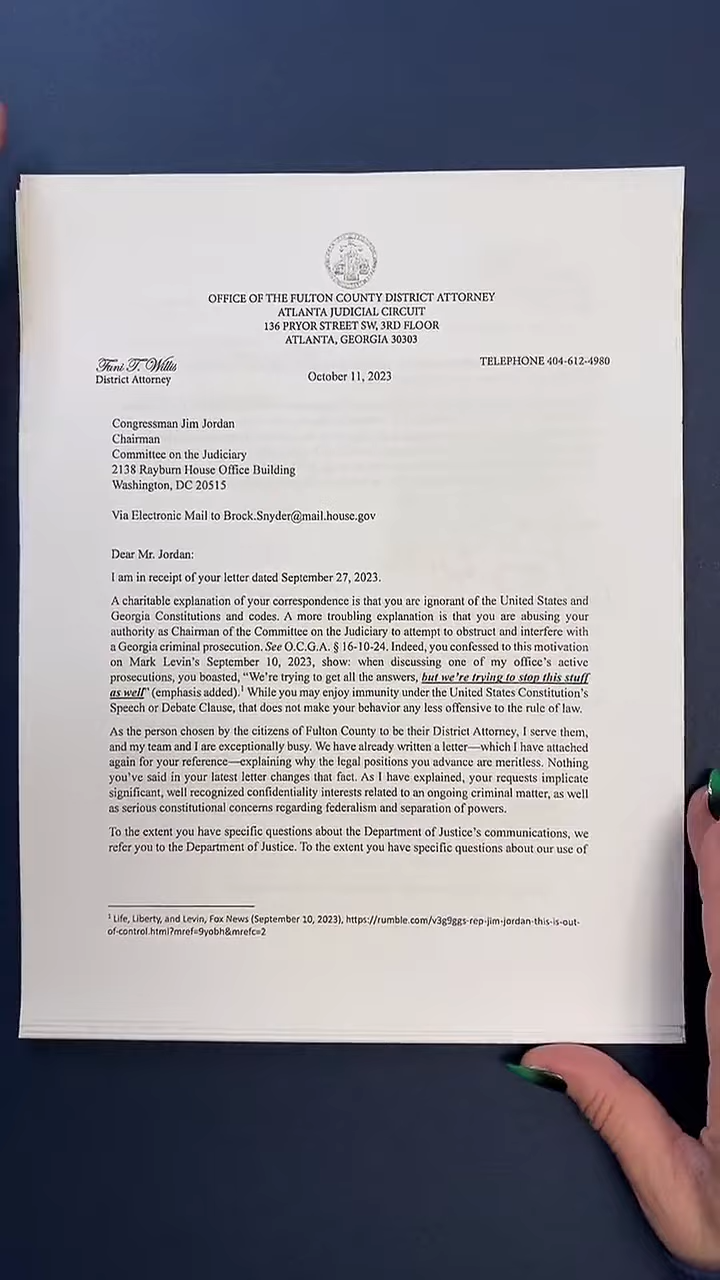 OFFICE OF THE FULTON COUNTY DISTRICT ATTORNEY
ATLANTA JUDICIAL CIRCUIT
136 PRYOR STREET SW, 3RD FLOOR
ATLANTA, GEORGIA 30303
Fani T. Willis
District Attorney
TELEPHONE 404-612-4980
October 11, 2023
Congressman Jim Jordan
Chairman
Committee on the Judiciary
2138 Rayburn House Office Building
Washington, DC 20515
Via Electronic Mail to Brock.Snyder@mail.house.gov
Dear Mr. Jordan:
I am in receipt of your letter dated September 27, 2023.
A charitable explanation of your correspondence is that you are ignorant of the United States and
Georgia Constitutions and codes. A more troubling explanation is that you are abusing your
authority as Chairman of the Committee on the Judiciary to attempt to obstruct and interfere with
a Georgia criminal prosecution. See O.C.G.A. § 16-10-24. Indeed, you confessed to this motivation
on Mark Levin's September 10, 2023, show: when discussing one of my office's active
prosecutions, you boasted, "We're trying to get all the answers, but we're trying to stop this stuff
as well" (emphasis added).1 While you may enjoy immunity under the United States Constitution's
Speech or Debate Clause, that does not make your behavior any less offensive to the rule of law.
As the person chosen by the citizens of Fulton County to be their District Attorney, I serve them,
and my team and I are exceptionally busy. We have already written a letter—which I have attached
again for your reference—explaining why the legal positions you advance are meritless. Nothing
you've said in your latest letter changes that fact. As I have explained, your requests implicate
significant, well recognized confidentiality interests related to an ongoing criminal matter, as well
as serious constitutional concerns regarding federalism and separation of powers.
To the extent you have specific questions about the Department of Justice's communications, we
refer you to the Department of Justice. To the extent you have specific questions about our use of
1 Life, Liberty, and Levin, Fox News (September 10, 2023), https://rumble.com/v3g9ggs-rep-jim-jordan-this-is-out-
of-control.html?mref=9yobh&mrefc=2